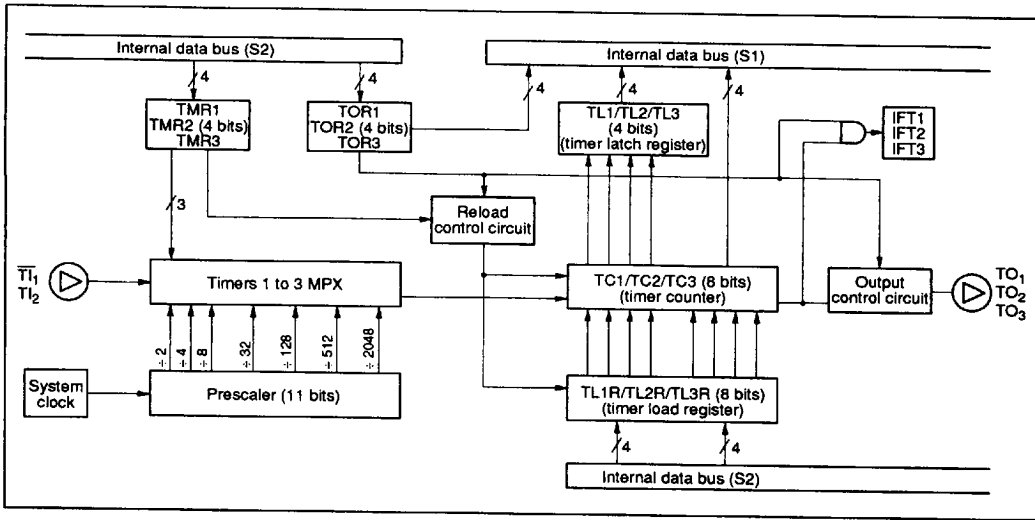 Internal data bus (S2)
Internal data bus (S1)
4
4
4
4
4
TMR1
TMR2 (4 bits)
TMR3
TOR1
TOR2 (4 bits)
TOR3
TL1/TL2/TL3
(4 bits)
(timer latch register)
IFT1
IFT2
IFT3
3
Reload
control circuit
TI1
TI2
Timers 1 to 3 MPX
TC1/TC2/TC3 (8 bits)
(timer counter)
Output
control circuit
TO1
TO2
TO3
÷ 2
÷ 4
÷ 8
÷ 32
÷ 128
÷ 512
÷ 2048
System
clock
Prescaler (11 bits)
TL1R/TL2R/TL3R (8 bits)
(timer load register)
4
4
Internal data bus (S2)